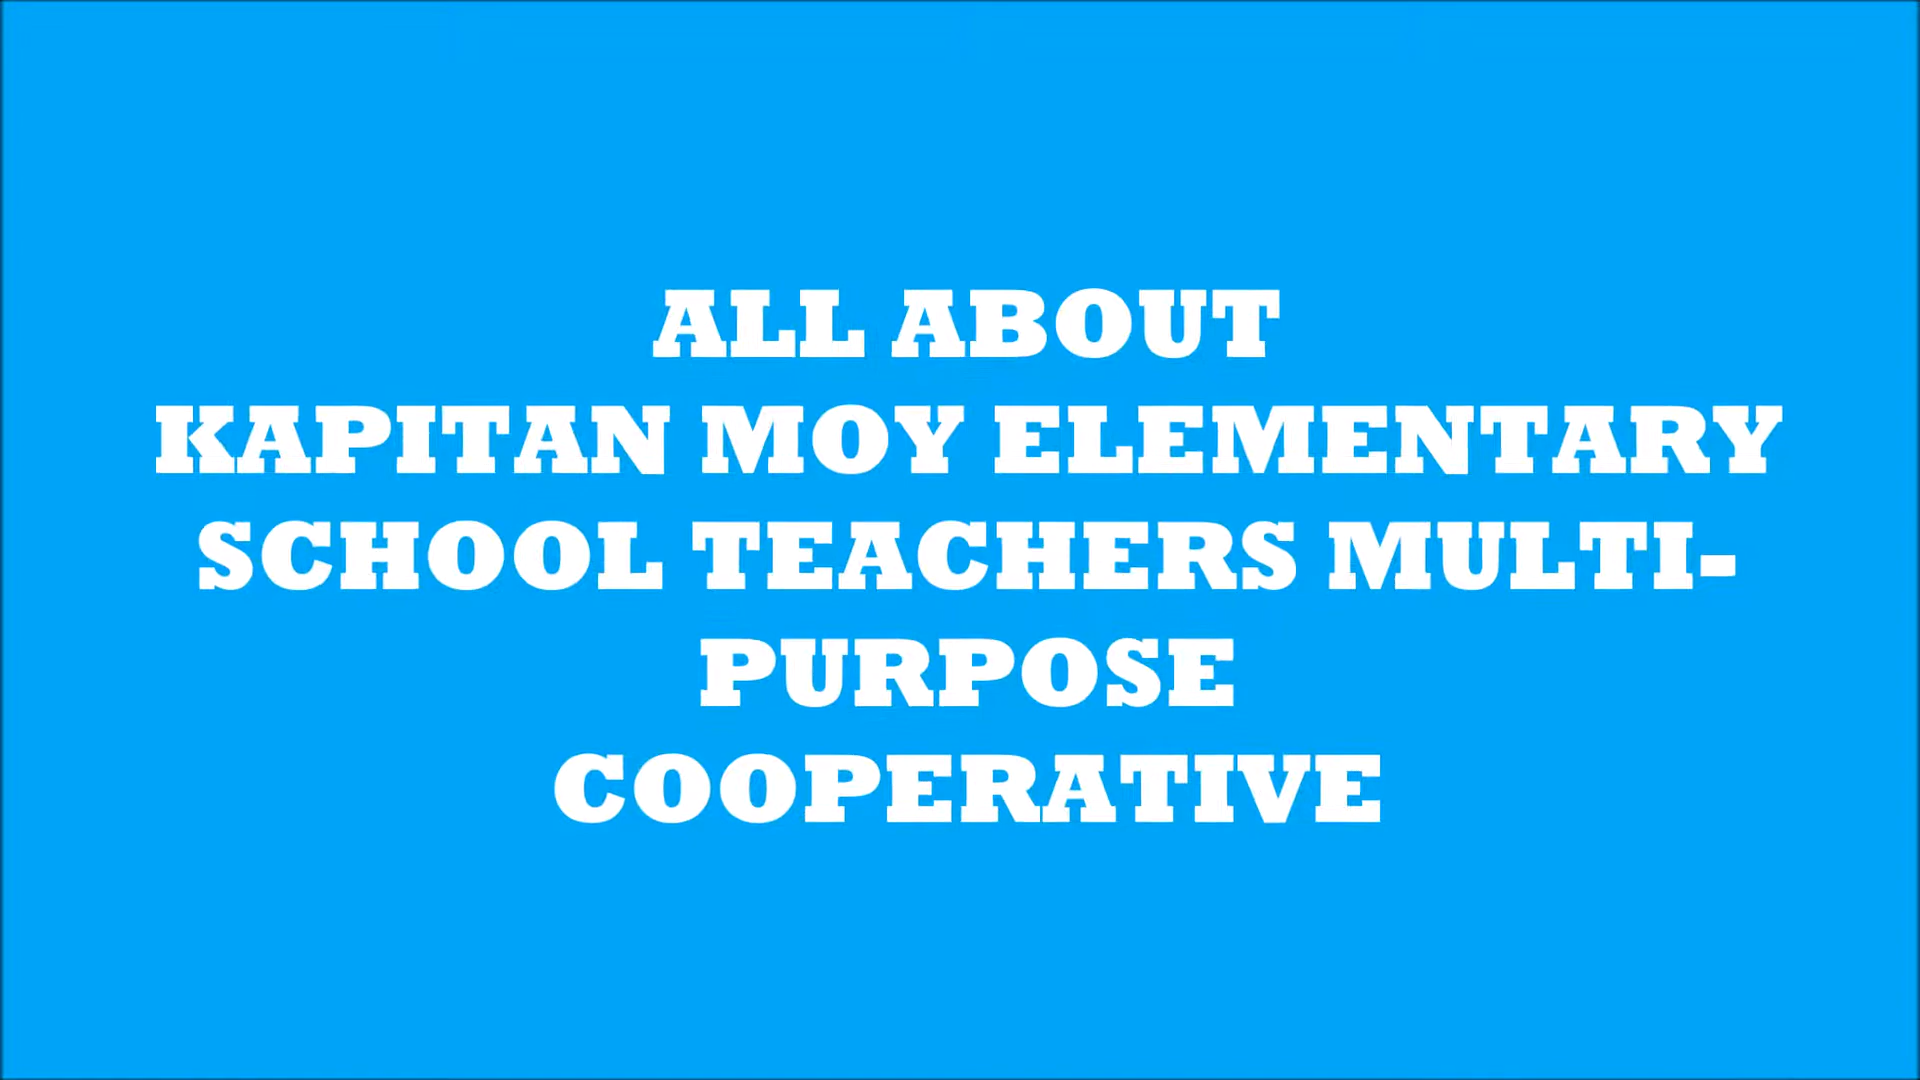 ALL ABOUT
KAPITAN MOY ELEMENTARY
SCHOOL TEACHERS MULTI-
PURPOSE
COOPERATIVE